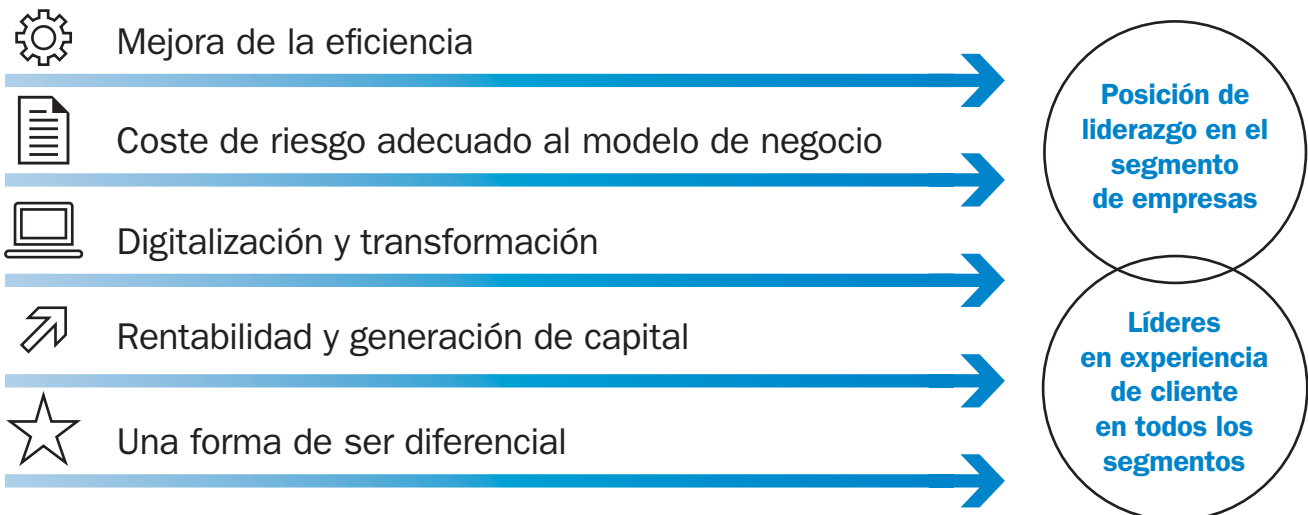 Mejora de la eficiencia
Coste de riesgo adecuado al modelo de negocio
Digitalización y transformación
Rentabilidad y generación de capital
Una forma de ser diferencial
Posición de
liderazgo en el
segmento
de empresas
Líderes
en experiencia
de cliente
en todos los
segmentos